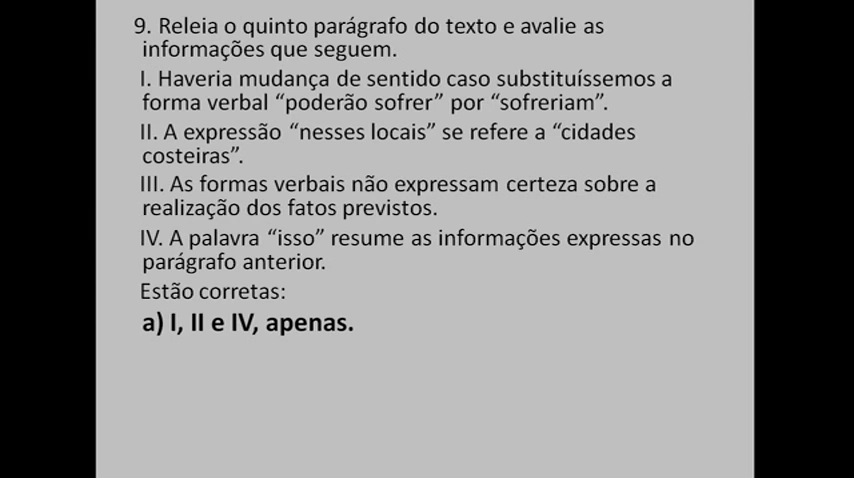 9. Releia o quinto parágrafo do texto e avalie as
informações que seguem.
I. Haveria mudança de sentido caso substituíssemos a
forma verbal “poderão sofrer” por “sofreriam”.
II. A expressão “nesses locais” se refere a “cidades
costeiras”.
III. As formas verbais não expressam certeza sobre a
realização dos fatos previstos.
IV. A palavra “isso” resume as informações expressas no
parágrafo anterior.
Estão corretas:
a) I, II e IV, apenas.